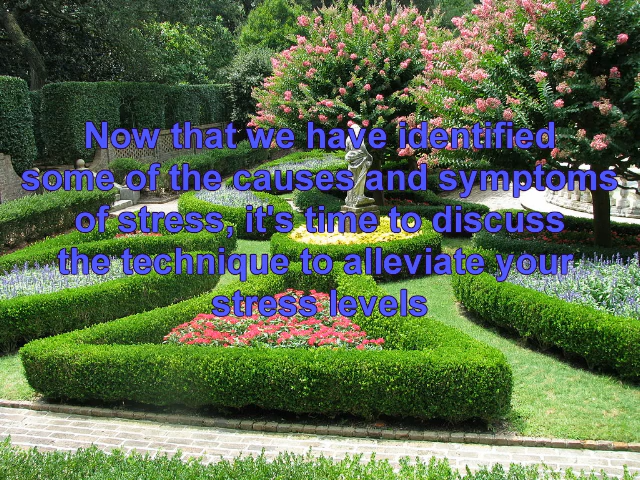 Now that we have identified
some of the causes and symptoms
of stress, it's time to discuss
the technique to alleviate your
stress levels